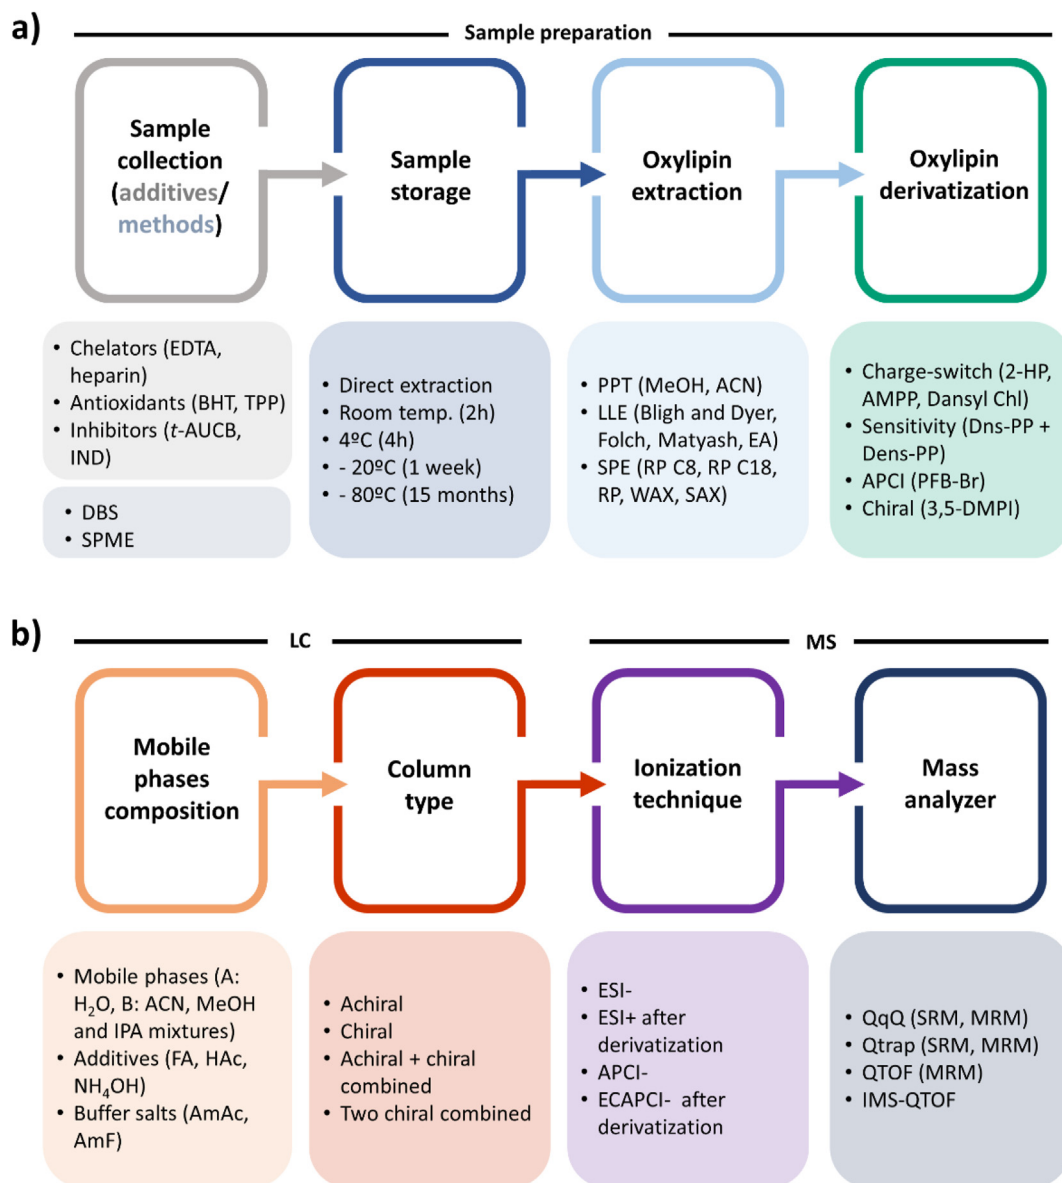 a)
Sample preparation
Sample
collection
(additives/
methods)
Sample
storage
Oxylipin
extraction
Oxylipin
derivatization
• Chelators (EDTA,
heparin)
• Antioxidants (BHT, TPP)
• Inhibitors (t-AUCB,
IND)
• DBS
• SPME
• Direct extraction
• Room temp. (2h)
• 4ºC (4h)
• - 20ºC (1 week)
• - 80ºC (15 months)
• PPT (MeOH, ACN)
• LLE (Bligh and Dyer,
Folch, Matyash, EA)
• SPE (RP C8, RP C18,
RP, WAX, SAX)
• Charge-switch (2-HP,
AMPP, Dansyl Chl)
• Sensitivity (Dns-PP +
Dens-PP)
• APCI (PFB-Br)
• Chiral (3,5-DMPI)
b)
LC
MS
Mobile
phases
composition
Column
type
Ionization
technique
Mass
analyzer
• Mobile phases (A:
H₂O, B: ACN, MeOH
and IPA mixtures)
• Additives (FA, HAc,
NH₄OH)
• Buffer salts (AmAc,
AmF)
• Achiral
• Chiral
• Achiral + chiral
combined
• Two chiral combined
• ESI-
• ESI+ after
derivatization
• APCI-
• ECAPCI- after
derivatization
• QqQ (SRM, MRM)
• Qtrap (SRM, MRM)
• QTOF (MRM)
• IMS-QTOF